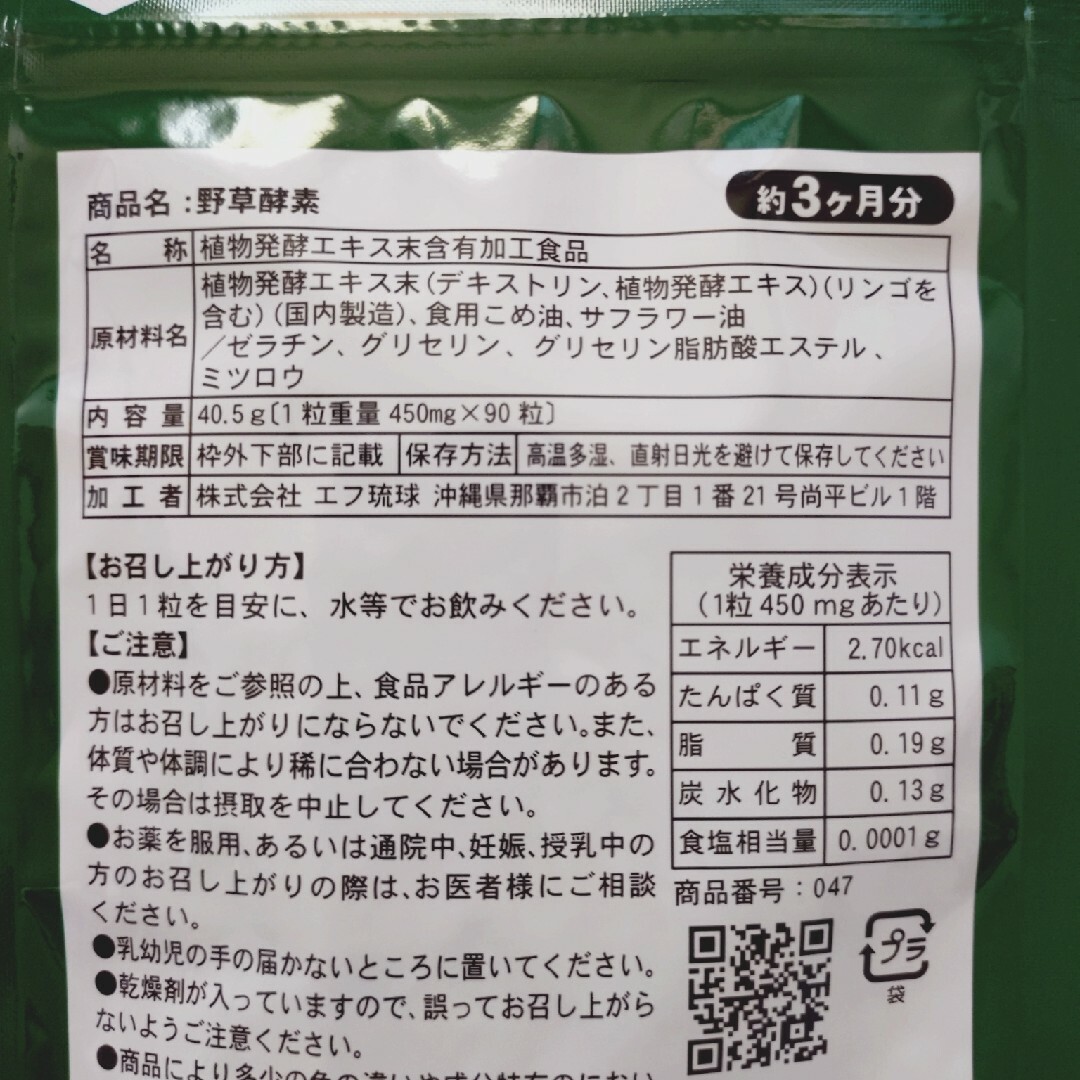 商品名：野草酵素
約3ヶ月分
名称 植物発酵エキス末含有加工食品
原材料名 植物発酵エキス末（デキストリン、植物発酵エキス）（リンゴを
含む）（国内製造）、食用こめ油、サフラワー油
／ゼラチン、グリセリン、グリセリン脂肪酸エステル、
ミツロウ
内容量 40.5g〔1粒重量 450mg×90粒〕
賞味期限 枠外下部に記載 保存方法 高温多湿、直射日光を避けて保存してください
加工者 株式会社 エフ琉球 沖縄県那覇市泊2丁目1番21号尚平ビル1階
【お召し上がり方】
1日1粒を目安に、水等でお飲みください。
【ご注意】
●原材料をご参照の上、食品アレルギーのある
方はお召し上がりにならないでください。また、
体質や体調により稀に合わない場合があります。
その場合は摂取を中止してください。
●お薬を服用、あるいは通院中、妊娠、授乳中の
方のお召し上がりの際は、お医者様にご相談
ください。
●乳幼児の手の届かないところに置いてください。
●乾燥剤が入っていますので、誤ってお召し上がら
ないようご注意ください。
●商品により多少の色の違いや成分特有のにおい
栄養成分表示
（1粒 450 mgあたり）
エネルギー 2.70kcal
たんぱく質 0.11g
脂質 0.19g
炭水化物 0.13g
食塩相当量 0.0001g
商品番号：047
プラ
袋